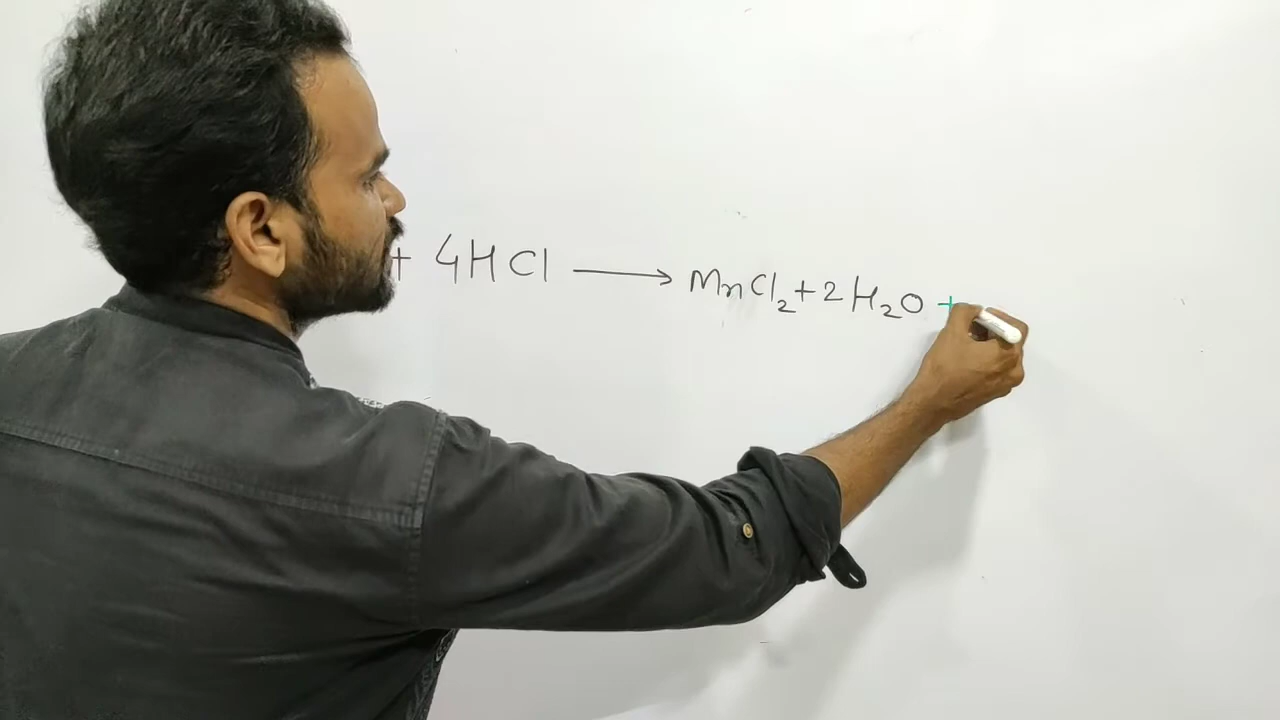 + 4HCl ⟶ MnCl₂ + 2H₂O +